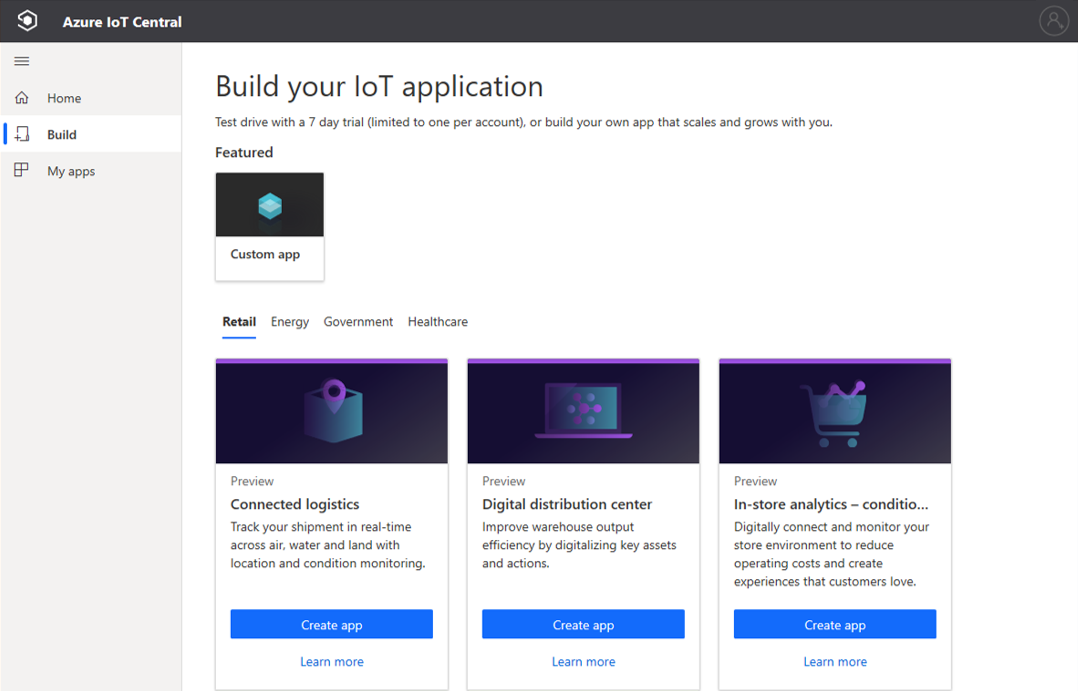 Azure IoT Central
Home
Build
My apps
Build your IoT application
Test drive with a 7 day trial (limited to one per account), or build your own app that scales and grows with you.
Featured
Custom app
Retail Energy Government Healthcare
Preview
Connected logistics
Track your shipment in real-time
across air, water and land with
location and condition monitoring.
Create app
Learn more
Preview
Digital distribution center
Improve warehouse output
efficiency by digitalizing key assets
and actions.
Create app
Learn more
Preview
In-store analytics – conditio...
Digitally connect and monitor your
store environment to reduce
operating costs and create
experiences that customers love.
Create app
Learn more